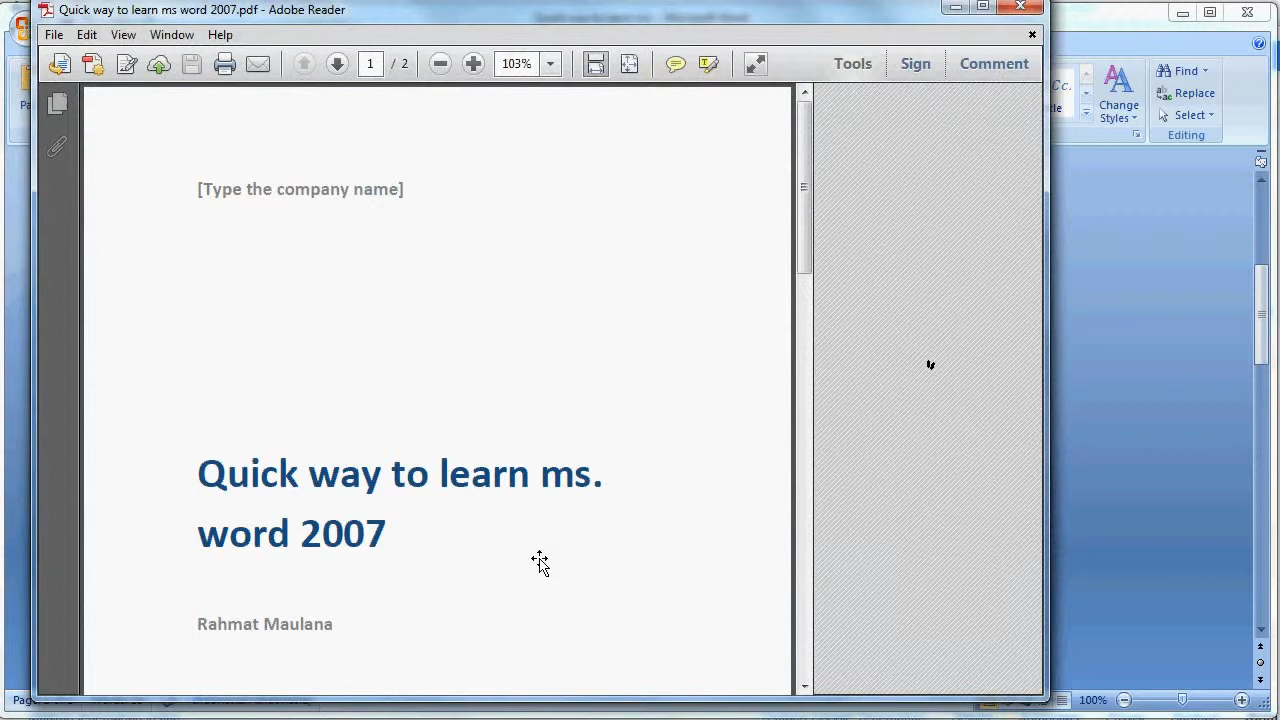 Quick way to learn ms word 2007.pdf - Adobe Reader
File Edit View Window Help
1 / 2 103% Tools Sign Comment
[Type the company name]
Quick way to learn ms.
word 2007
Rahmat Maulana
Change
Styles
Find
Replace
Select
Editing
100%